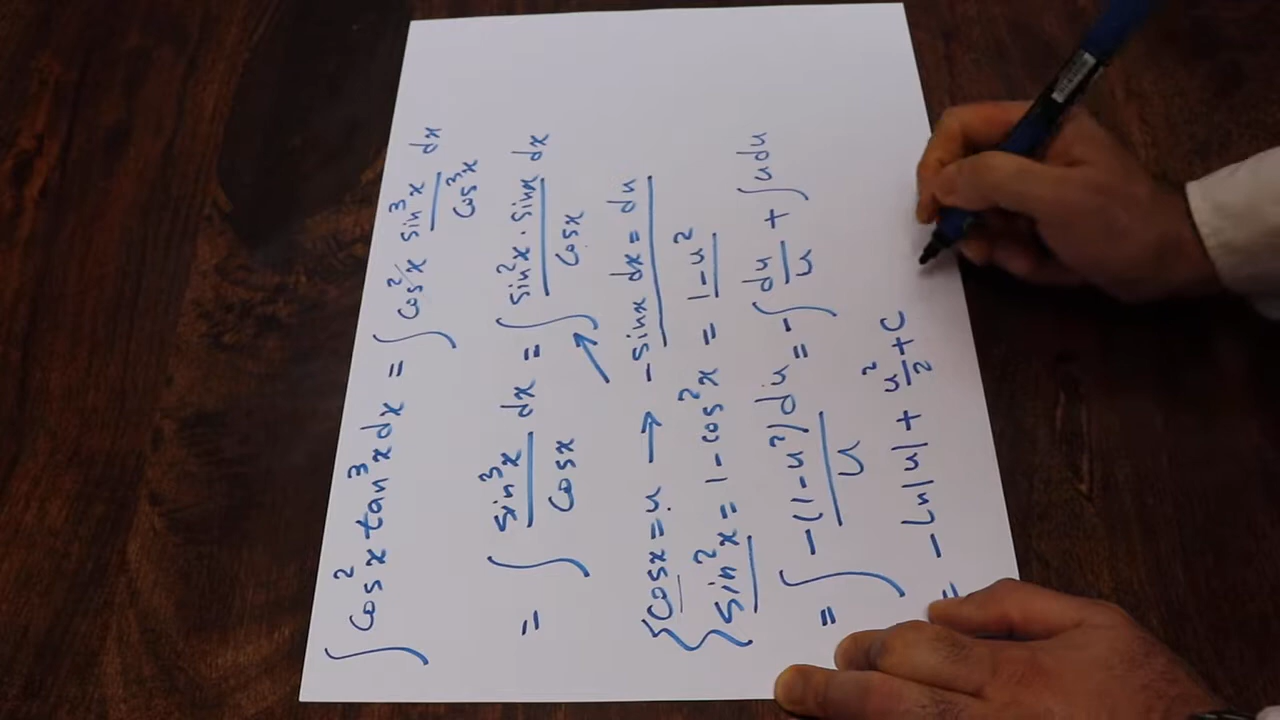 ∫ cos²x tan³x dx = ∫ cos²x sin³x/cos³x dx
= ∫ sin³x/cosx dx = ∫ sin²x · sinx/cosx dx
{ cosx = u → -sinx dx = du
{ sin²x = 1 - cos²x = 1 - u²
= ∫ -(1-u²)du/u = -∫ du/u + ∫ u du
= -Ln|u| + u²/2 + C